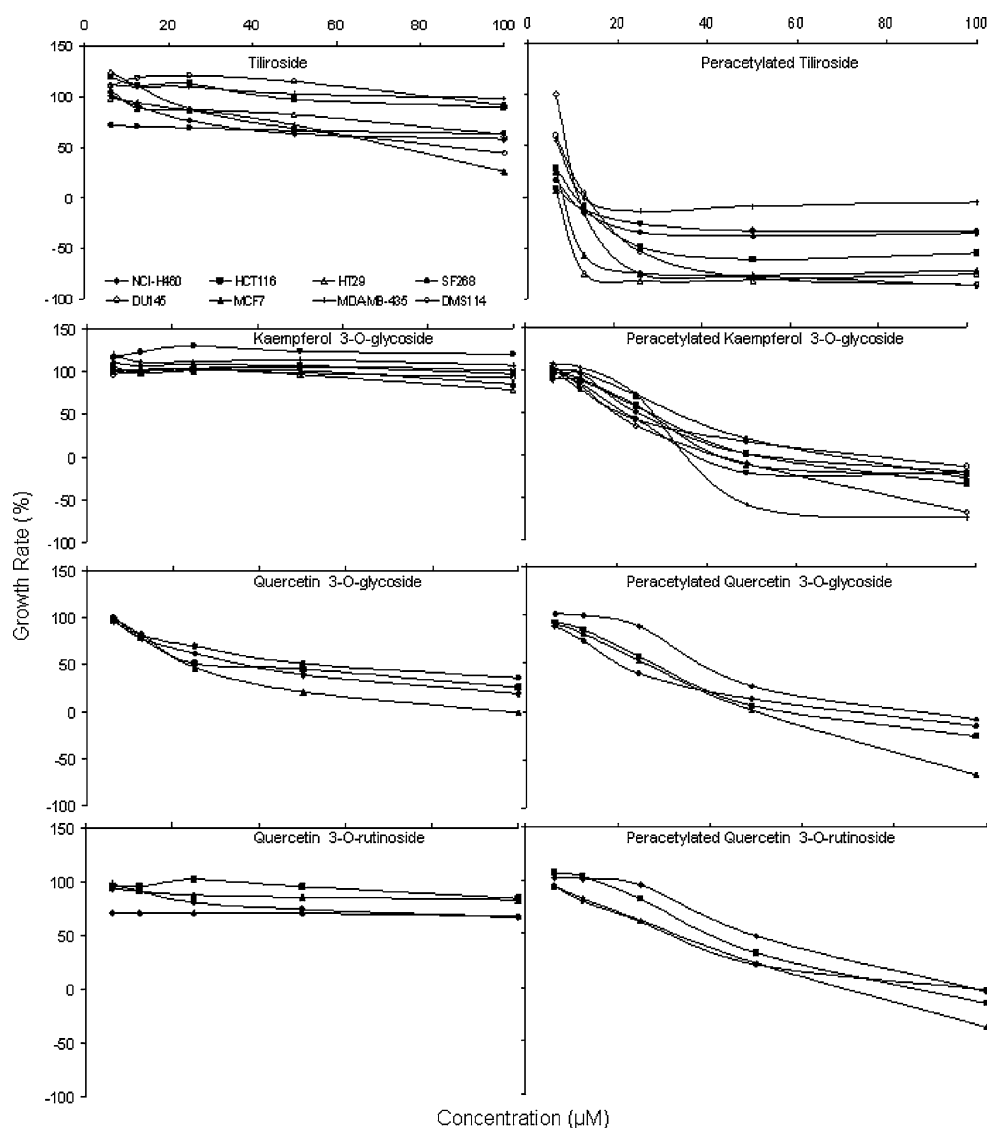 0 20 40 60 80 100
0 20 40 60 80 100
150
100
50
0
-50
-100
Tiliroside
Peracetylated Tiliroside
NCI-H460 HCT116 HT29 SF268
DU145 MCF7 MDAMB-435 DMS114
150
100
50
0
-50
-100
Kaempferol 3-O-glycoside
Peracetylated Kaempferol 3-O-glycoside
Growth Rate (%)
150
100
50
0
-50
-100
Quercetin 3-O-glycoside
Peracetylated Quercetin 3-O-glycoside
150
100
50
0
-50
-100
Quercetin 3-O-rutinoside
Peracetylated Quercetin 3-O-rutinoside
Concentration (µM)